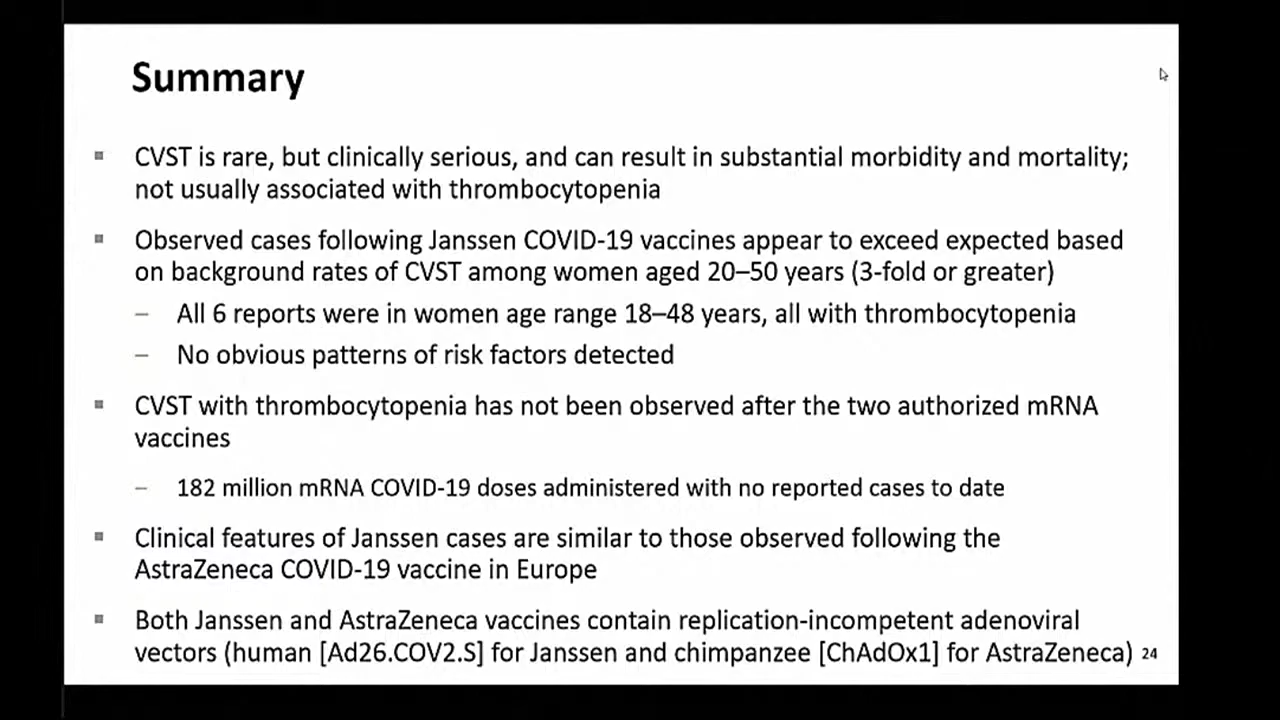 Summary
CVST is rare, but clinically serious, and can result in substantial morbidity and mortality;
not usually associated with thrombocytopenia
Observed cases following Janssen COVID-19 vaccines appear to exceed expected based
on background rates of CVST among women aged 20–50 years (3-fold or greater)
– All 6 reports were in women age range 18–48 years, all with thrombocytopenia
– No obvious patterns of risk factors detected
CVST with thrombocytopenia has not been observed after the two authorized mRNA
vaccines
– 182 million mRNA COVID-19 doses administered with no reported cases to date
Clinical features of Janssen cases are similar to those observed following the
AstraZeneca COVID-19 vaccine in Europe
Both Janssen and AstraZeneca vaccines contain replication-incompetent adenoviral
vectors (human [Ad26.COV2.S] for Janssen and chimpanzee [ChAdOx1] for AstraZeneca)
24